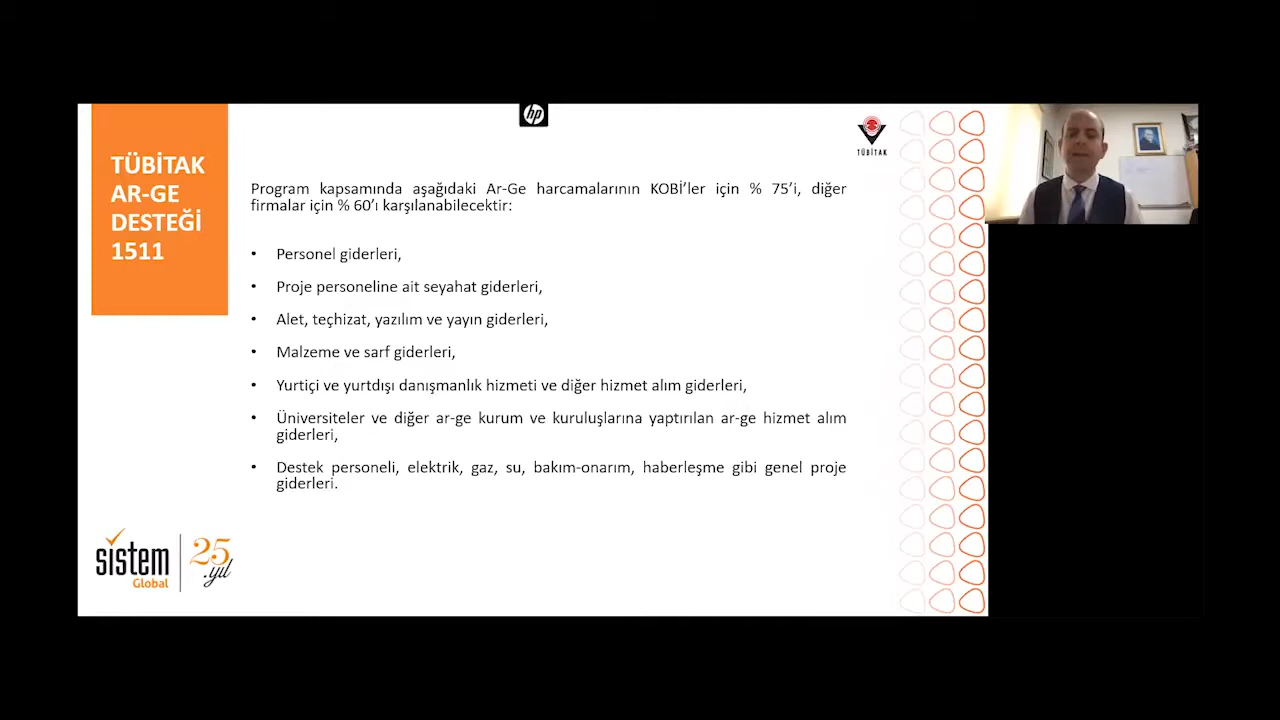 TÜBİTAK
AR-GE
DESTEĞİ
1511
hp
TÜBİTAK
Program kapsamında aşağıdaki Ar-Ge harcamalarının KOBİ'ler için % 75'i, diğer
firmalar için % 60'ı karşılanabilecektir:
• Personel giderleri,
• Proje personeline ait seyahat giderleri,
• Alet, teçhizat, yazılım ve yayın giderleri,
• Malzeme ve sarf giderleri,
• Yurtiçi ve yurtdışı danışmanlık hizmeti ve diğer hizmet alım giderleri,
• Üniversiteler ve diğer ar-ge kurum ve kuruluşlarına yaptırılan ar-ge hizmet alım
giderleri,
• Destek personeli, elektrik, gaz, su, bakım-onarım, haberleşme gibi genel proje
giderleri.
sistem
Global
25
.yıl